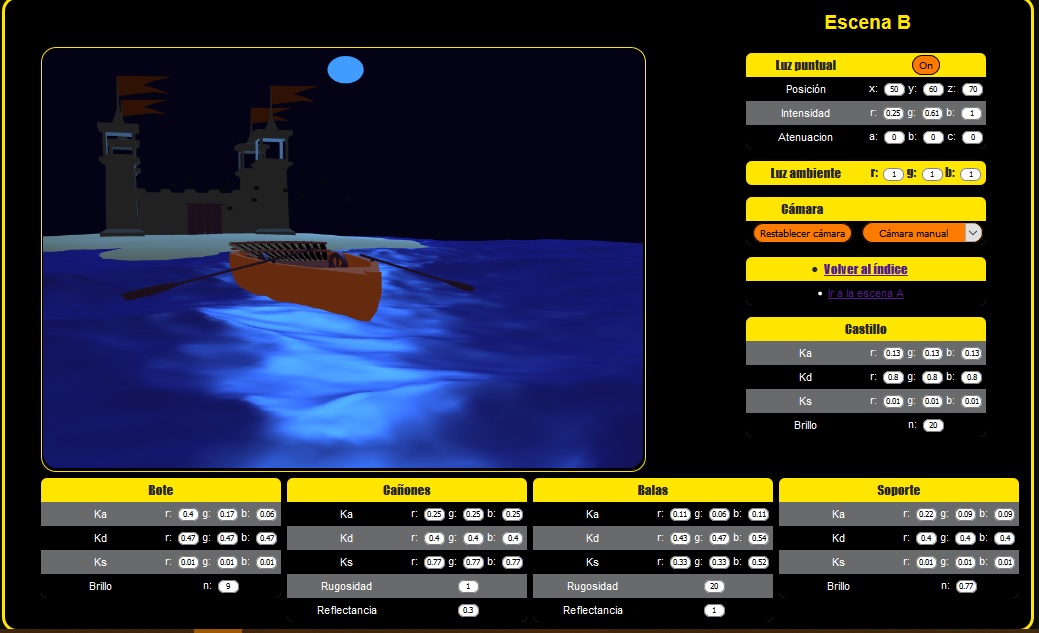 Escena B
Luz puntual On
Posición x: 50 y: 60 z: 70
Intensidad r: 0.25 g: 0.61 b: 1
Atenuacion a: 0 b: 0 c: 0
Luz ambiente r: 1 g: 1 b: 1
Cámara
Restablecer cámara Cámara manual
• Volver al índice
• Ir a la escena A
Castillo
Ka r: 0.13 g: 0.13 b: 0.13
Kd r: 0.8 g: 0.8 b: 0.8
Ks r: 0.01 g: 0.01 b: 0.01
Brillo n: 20
Bote
Ka r: 0.4 g: 0.17 b: 0.06
Kd r: 0.47 g: 0.47 b: 0.47
Ks r: 0.01 g: 0.01 b: 0.01
Brillo n: 9
Cañones
Ka r: 0.25 g: 0.25 b: 0.25
Kd r: 0.4 g: 0.4 b: 0.4
Ks r: 0.77 g: 0.77 b: 0.77
Rugosidad 1
Reflectancia 0.3
Balas
Ka r: 0.11 g: 0.06 b: 0.11
Kd r: 0.43 g: 0.47 b: 0.54
Ks r: 0.33 g: 0.33 b: 0.52
Rugosidad 20
Reflectancia 1
Soporte
Ka r: 0.22 g: 0.09 b: 0.09
Kd r: 0.4 g: 0.4 b: 0.4
Ks r: 0.01 g: 0.01 b: 0.01
Brillo n: 0.77